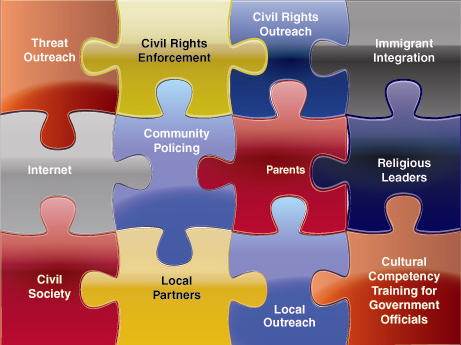 Threat
Outreach
Civil Rights
Enforcement
Civil Rights
Outreach
Immigrant
Integration
Internet
Community
Policing
Parents
Religious
Leaders
Civil
Society
Local
Partners
Local
Outreach
Cultural
Competency
Training for
Government
Officials